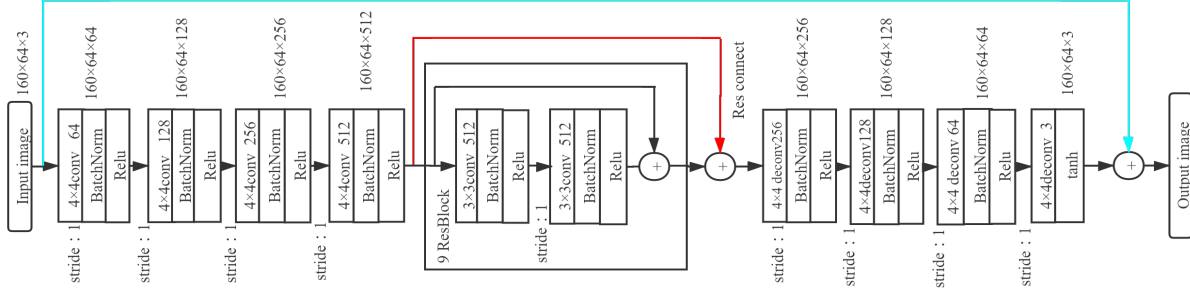 Input image
160×64×3
4×4conv 64
BatchNorm
Relu
160×64×64
stride：1
4×4conv 128
BatchNorm
Relu
160×64×128
stride：1
4×4conv 256
BatchNorm
Relu
160×64×256
stride：1
4×4conv 512
BatchNorm
Relu
160×64×512
stride：1
9 ResBlock
3×3conv 512
BatchNorm
Relu
stride：1
3×3conv 512
BatchNorm
Relu
+
+
Res connect
4×4 deconv256
BatchNorm
Relu
160×64×256
stride：1
4×4deconv128
BatchNorm
Relu
160×64×128
stride：1
4×4 deconv 64
BatchNorm
Relu
160×64×64
stride：1
4×4deconv 3
tanh
160×64×3
stride：1
+
Output image